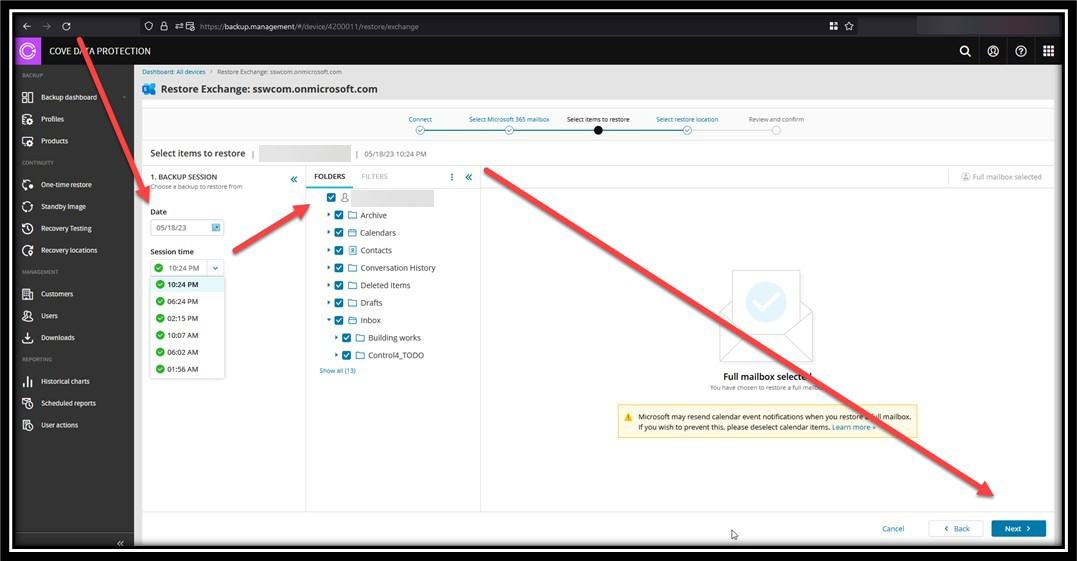 https://backup.management/#/device/4200011/restore/exchange
COVE DATA PROTECTION
BACKUP
Backup dashboard
Profiles
Products
CONTINUITY
One-time restore
Standby Image
Recovery Testing
Recovery locations
MANAGEMENT
Customers
Users
Downloads
REPORTING
Historical charts
Scheduled reports
User actions
Dashboard: All devices > Restore Exchange: sswcom.onmicrosoft.com
Restore Exchange: sswcom.onmicrosoft.com
Connect
Select Microsoft 365 mailbox
Select items to restore
Select restore location
Review and confirm
Select items to restore | | 05/18/23 10:24 PM
1. BACKUP SESSION
Choose a backup to restore from
Date
05/18/23
Session time
10:24 PM
10:24 PM
06:24 PM
02:15 PM
10:07 AM
06:02 AM
01:56 AM
FOLDERS
FILTERS
Archive
Calendars
Contacts
Conversation History
Deleted Items
Drafts
Inbox
Building works
Control4_TODO
Show all (13)
Full mailbox selected
Full mailbox selected
You have chosen to restore a full
Microsoft may resend calendar event notifications when you restore a full mailbox.
If you wish to prevent this, please deselect calendar items. Learn more »
Cancel
< Back
Next >